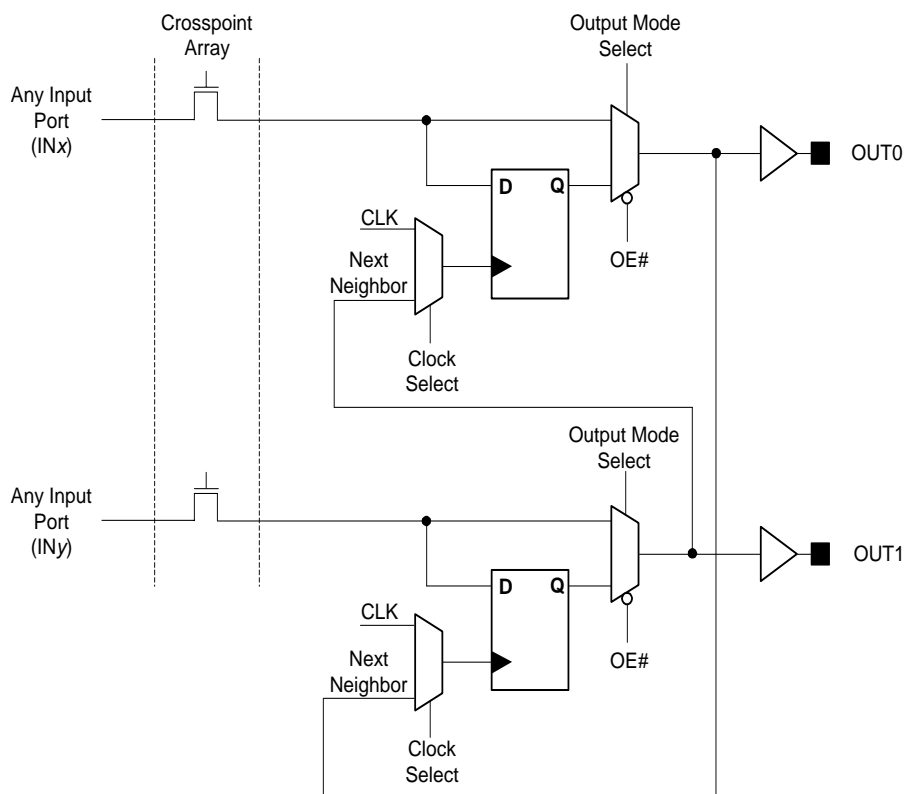 Crosspoint
Array
Output Mode
Select
Any Input
Port
(INx)
OUT0
D
Q
CLK
Next
Neighbor
OE#
Clock
Select
Output Mode
Select
Any Input
Port
(INy)
OUT1
D
Q
CLK
Next
Neighbor
OE#
Clock
Select